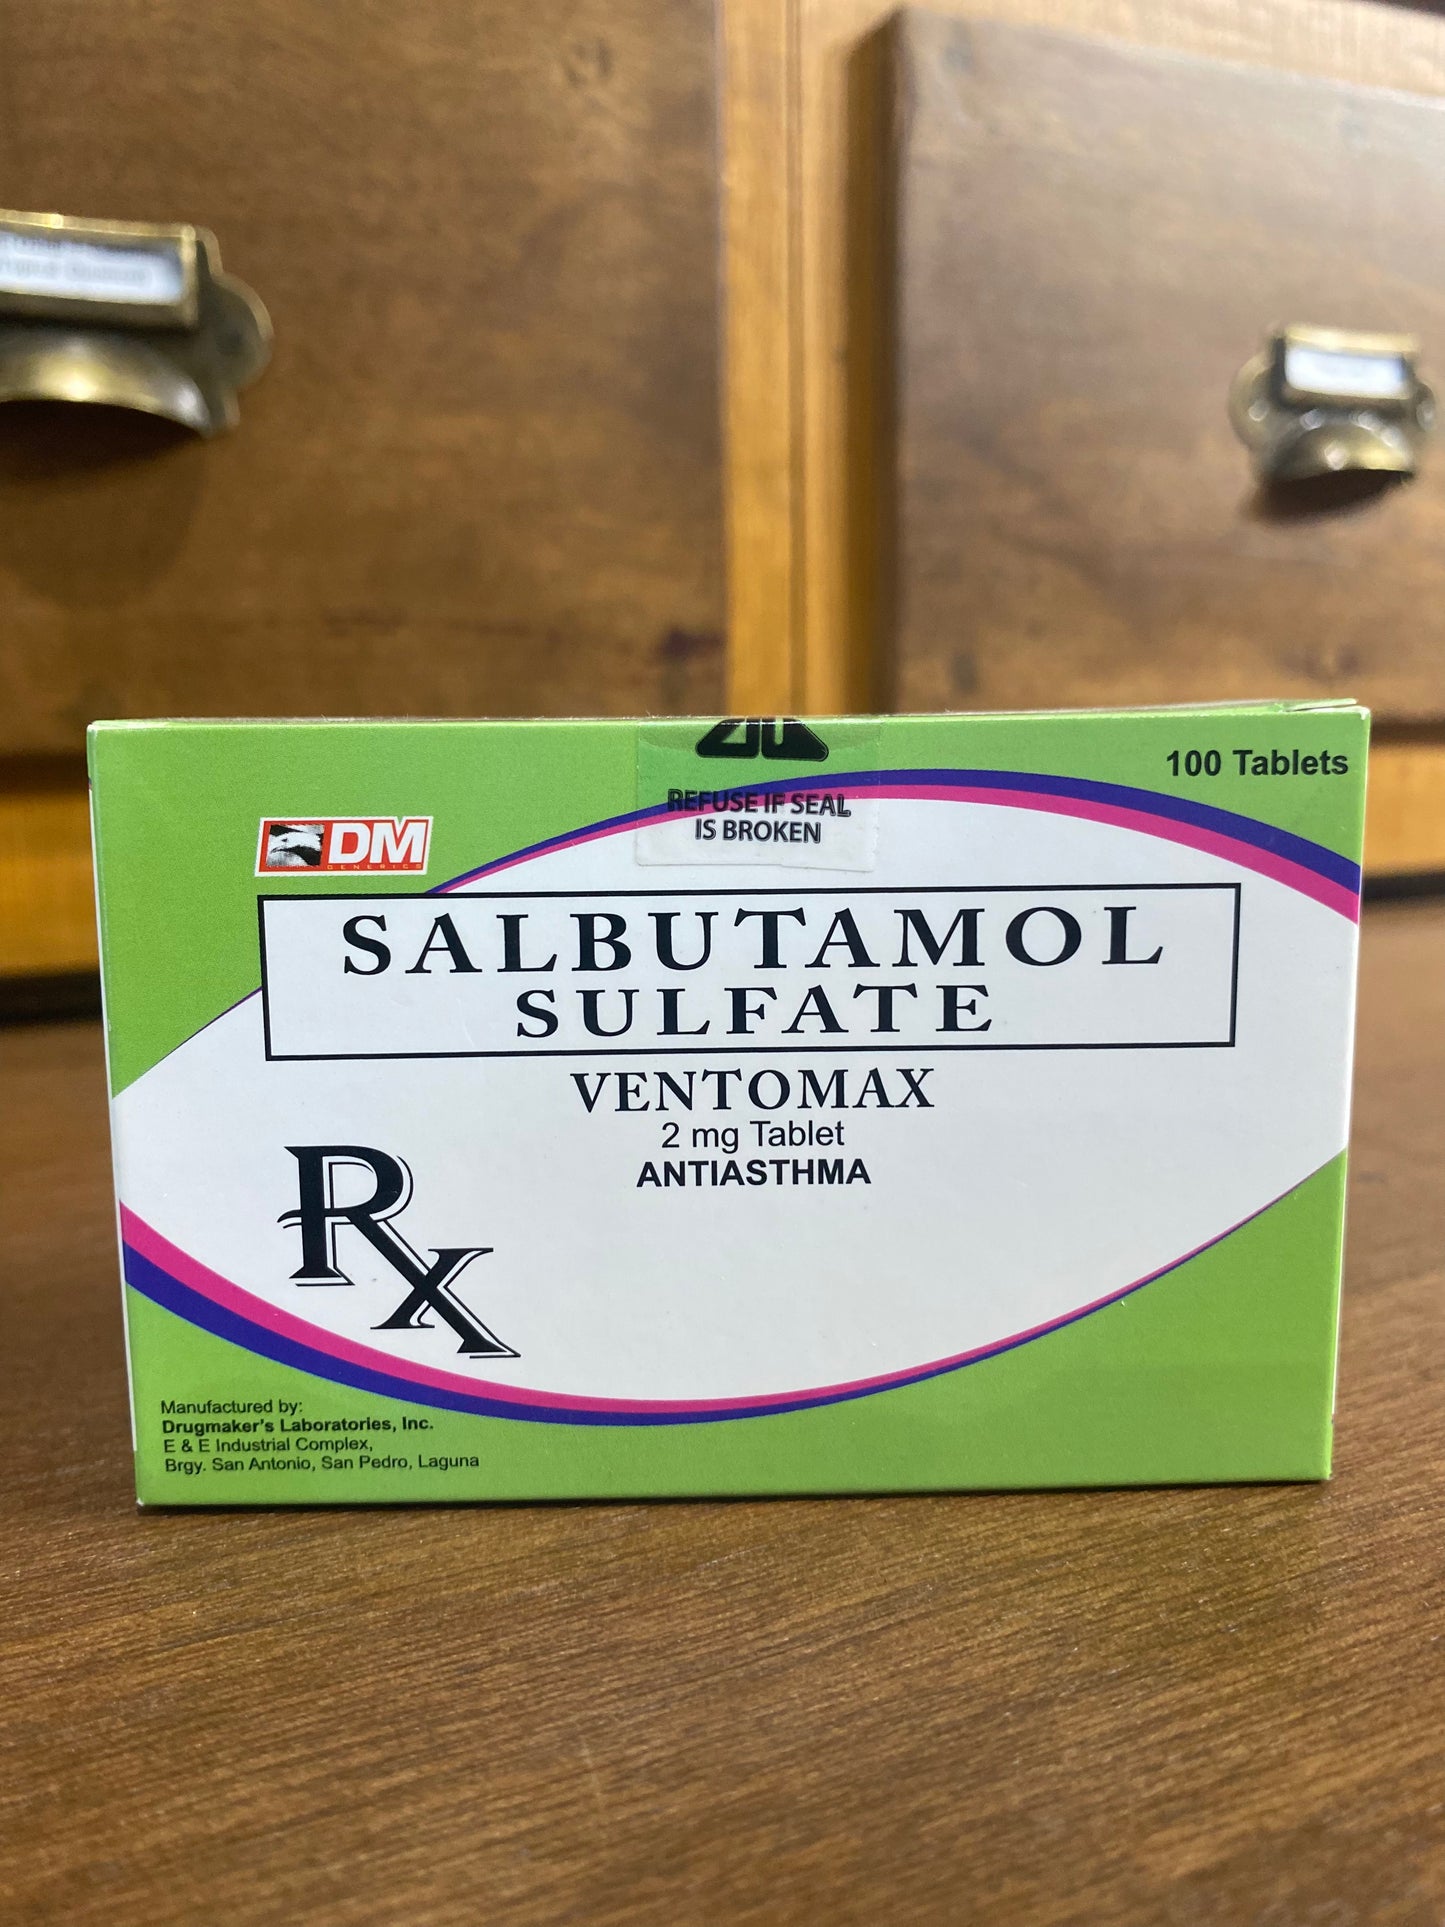 100 Tablets
REFUSE IF SEAL
IS BROKEN
DM
GENERICS
SALBUTAMOL
SULFATE
VENTOMAX
2 mg Tablet
ANTIASTHMA
Rx
Manufactured by:
Drugmaker's Laboratories, Inc.
E & E Industrial Complex,
Brgy. San Antonio, San Pedro, Laguna